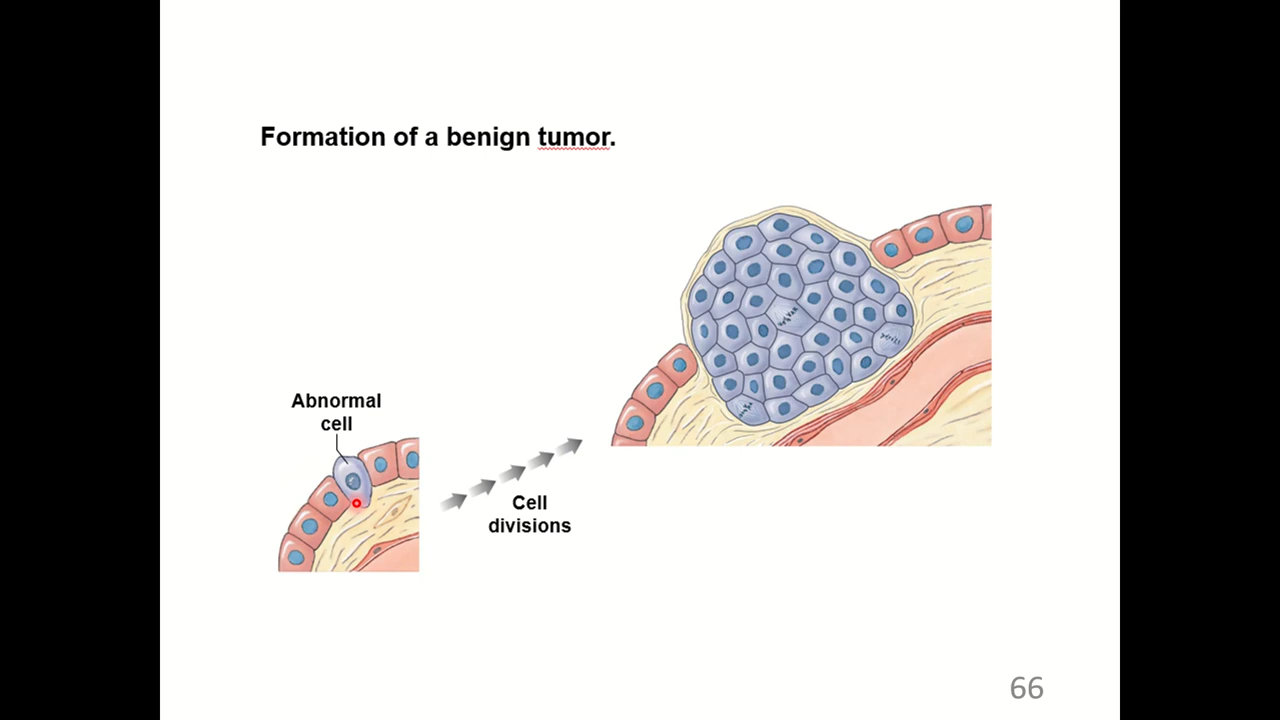 Formation of a benign tumor.
Abnormal
cell
Cell
divisions
66